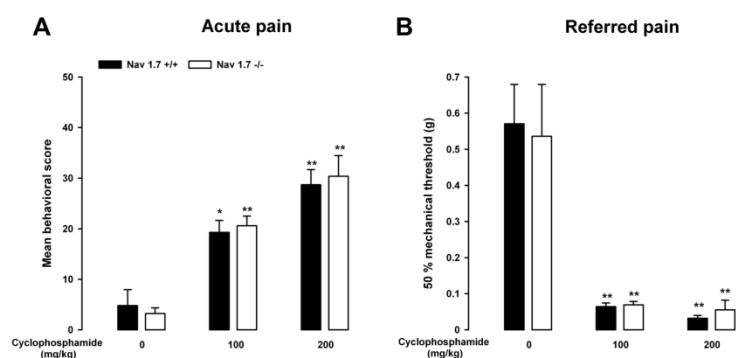 A
Acute pain
Nav 1.7 +/+
Nav 1.7 -/-
50
40
30
20
10
0
Mean behavioral score
*
**
**
**
Cyclophosphamide
(mg/kg)
0
100
200
B
Referred pain
0.7
0.6
0.5
0.4
0.3
0.2
0.1
0
50 % mechanical threshold (g)
**
**
**
**
Cyclophosphamide
(mg/kg)
0
100
200